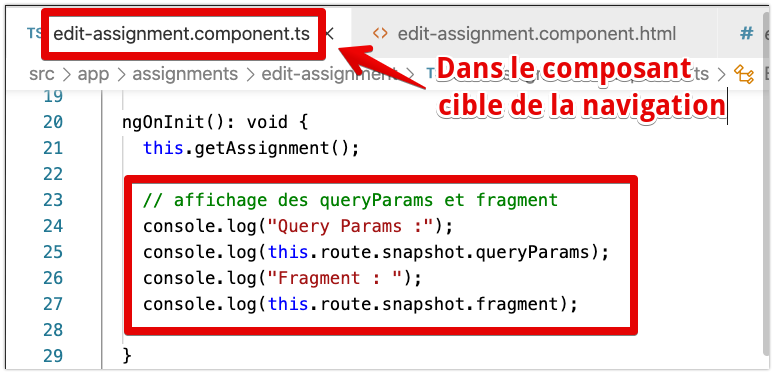 TS edit-assignment.component.ts × <> edit-assignment.component.html #
src > app > assignments > edit-assignment > TS
Dans le composant
cible de la navigation
19
20 ngOnInit(): void {
21 this.getAssignment();
22
23 // affichage des queryParams et fragment
24 console.log("Query Params :");
25 console.log(this.route.snapshot.queryParams);
26 console.log("Fragment : ");
27 console.log(this.route.snapshot.fragment);
28
29 }